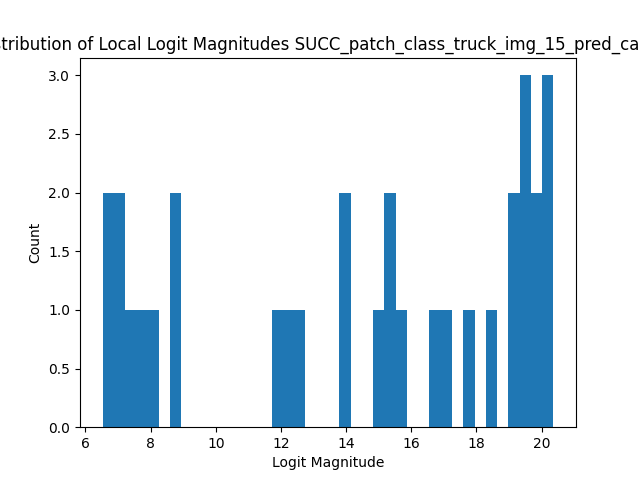 stribution of Local Logit Magnitudes SUCC_patch_class_truck_img_15_pred_ca
3.0
2.5
2.0
1.5
1.0
0.5
0.0
Count
6 8 10 12 14 16 18 20
Logit Magnitude